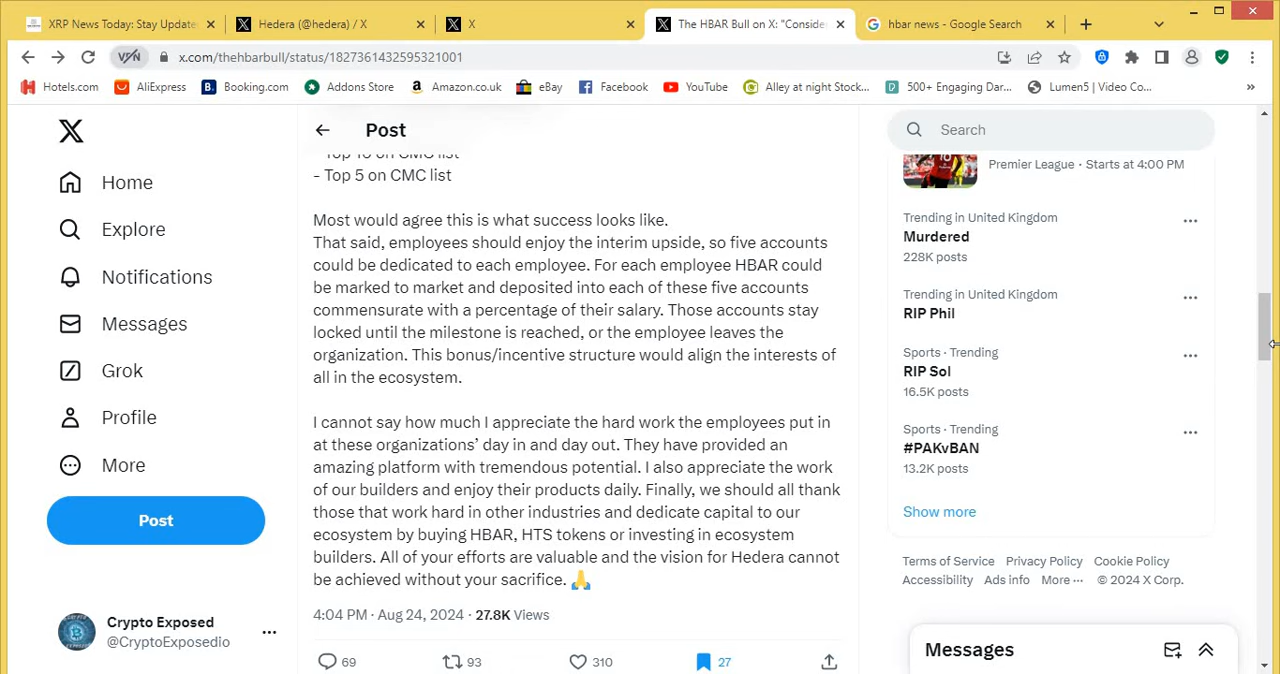 XRP News Today: Stay Update
Hedera (@hedera) / X
X
The HBAR Bull on X: "Conside
hbar news - Google Search
VPN
x.com/thehbarbull/status/1827361432595321001
Hotels.com
AliExpress
Booking.com
Addons Store
Amazon.co.uk
eBay
Facebook
YouTube
Alley at night Stock...
500+ Engaging Dar...
Lumen5 | Video Co...
Home
Explore
Notifications
Messages
Grok
Profile
More
Post
Crypto Exposed
@CryptoExposedio
Post
- Top 10 on CMC list
- Top 5 on CMC list
Most would agree this is what success looks like.
That said, employees should enjoy the interim upside, so five accounts
could be dedicated to each employee. For each employee HBAR could
be marked to market and deposited into each of these five accounts
commensurate with a percentage of their salary. Those accounts stay
locked until the milestone is reached, or the employee leaves the
organization. This bonus/incentive structure would align the interests of
all in the ecosystem.
I cannot say how much I appreciate the hard work the employees put in
at these organizations’ day in and day out. They have provided an
amazing platform with tremendous potential. I also appreciate the work
of our builders and enjoy their products daily. Finally, we should all thank
those that work hard in other industries and dedicate capital to our
ecosystem by buying HBAR, HTS tokens or investing in ecosystem
builders. All of your efforts are valuable and the vision for Hedera cannot
be achieved without your sacrifice. 🙏
4:04 PM · Aug 24, 2024 · 27.8K Views
69
93
310
27
Search
Premier League · Starts at 4:00 PM
Trending in United Kingdom
Murdered
228K posts
Trending in United Kingdom
RIP Phil
Sports · Trending
RIP Sol
16.5K posts
Sports · Trending
#PAKvBAN
13.2K posts
Show more
Terms of Service Privacy Policy Cookie Policy
Accessibility Ads info More ··· © 2024 X Corp.
Messages